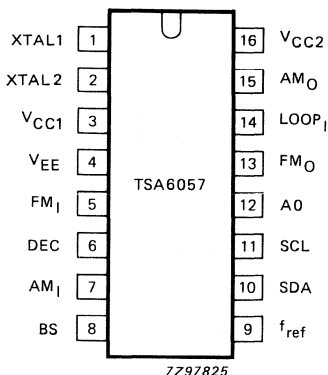 XTAL1 1 16 VCC2
XTAL2 2 15 AMO
VCC1 3 14 LOOPI
VEE 4 13 FMO
TSA6057
FMI 5 12 A0
DEC 6 11 SCL
AMI 7 10 SDA
BS 8 9 fref
7Z97825